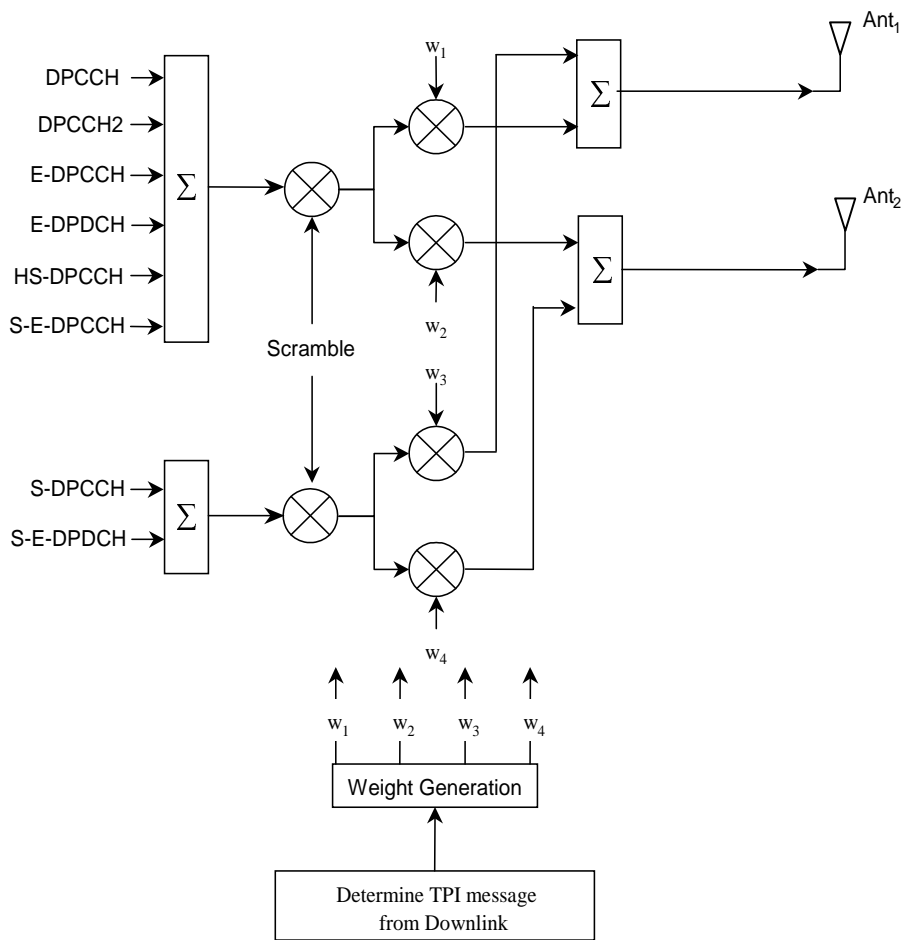 Ant1
w1
DPCCH
Σ
DPCCH2
E-DPCCH
Σ
E-DPDCH
Ant2
HS-DPCCH
Σ
S-E-DPCCH
w2
Scramble
w3
S-DPCCH
Σ
S-E-DPDCH
w4
w1 w2 w3 w4
Weight Generation
Determine TPI message
from Downlink